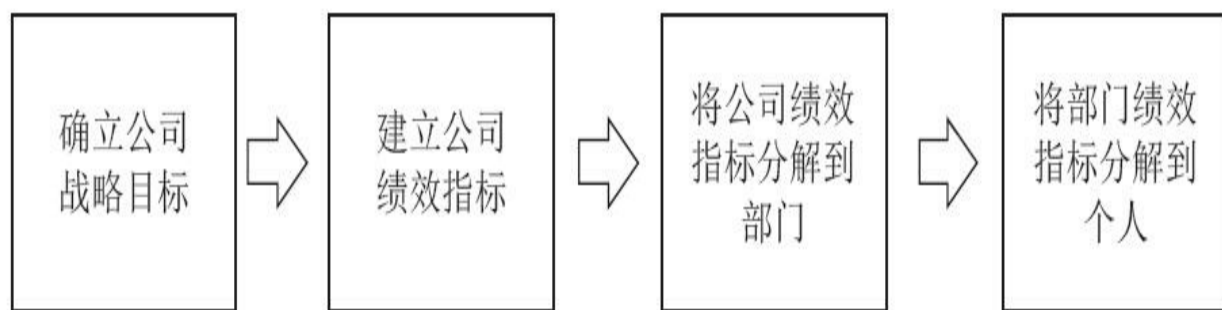 确立公司
战略目标
建立公司
绩效指标
将公司绩效
指标分解到
部门
将部门绩效
指标分解到
个人